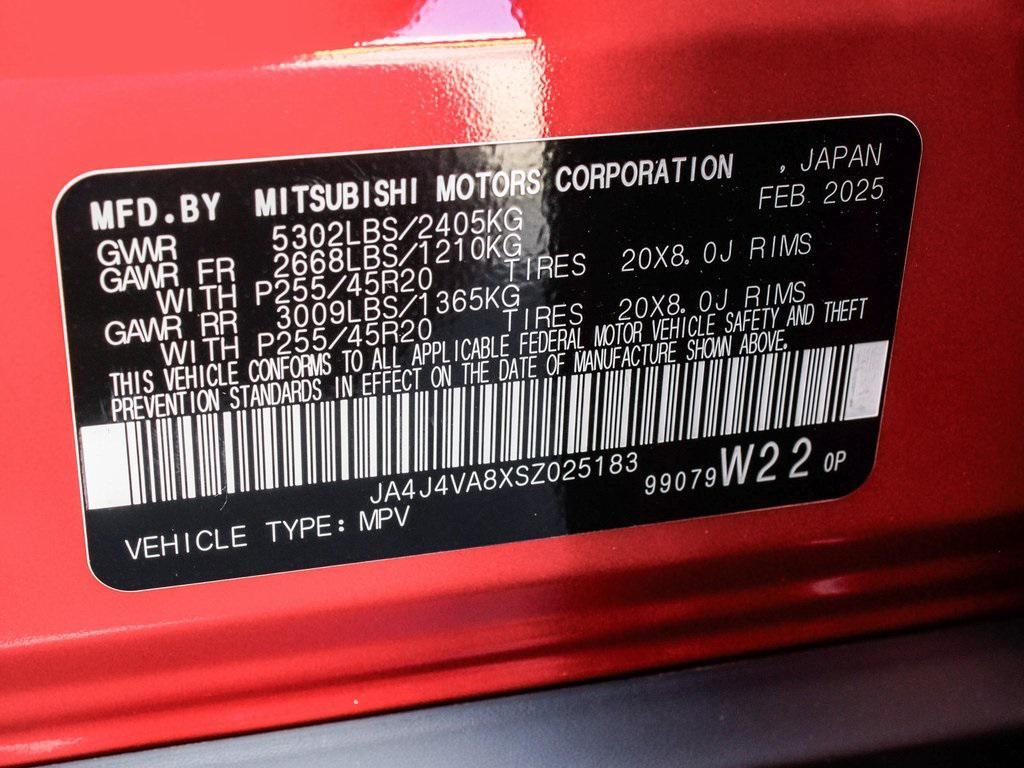 MFD.BY MITSUBISHI MOTORS CORPORATION , JAPAN
FEB 2025
GVWR 5302LBS/2405KG
GAWR FR 2668LBS/1210KG
WITH P255/45R20 TIRES 20X8.0J RIMS
GAWR RR 3009LBS/1365KG
WITH P255/45R20 TIRES 20X8.0J RIMS
THIS VEHICLE CONFORMS TO ALL APPLICABLE FEDERAL MOTOR VEHICLE SAFETY AND THEFT
PREVENTION STANDARDS IN EFFECT ON THE DATE OF MANUFACTURE SHOWN ABOVE.
JA4J4VA8XSZ025183 99079 W22 OP
VEHICLE TYPE: MPV